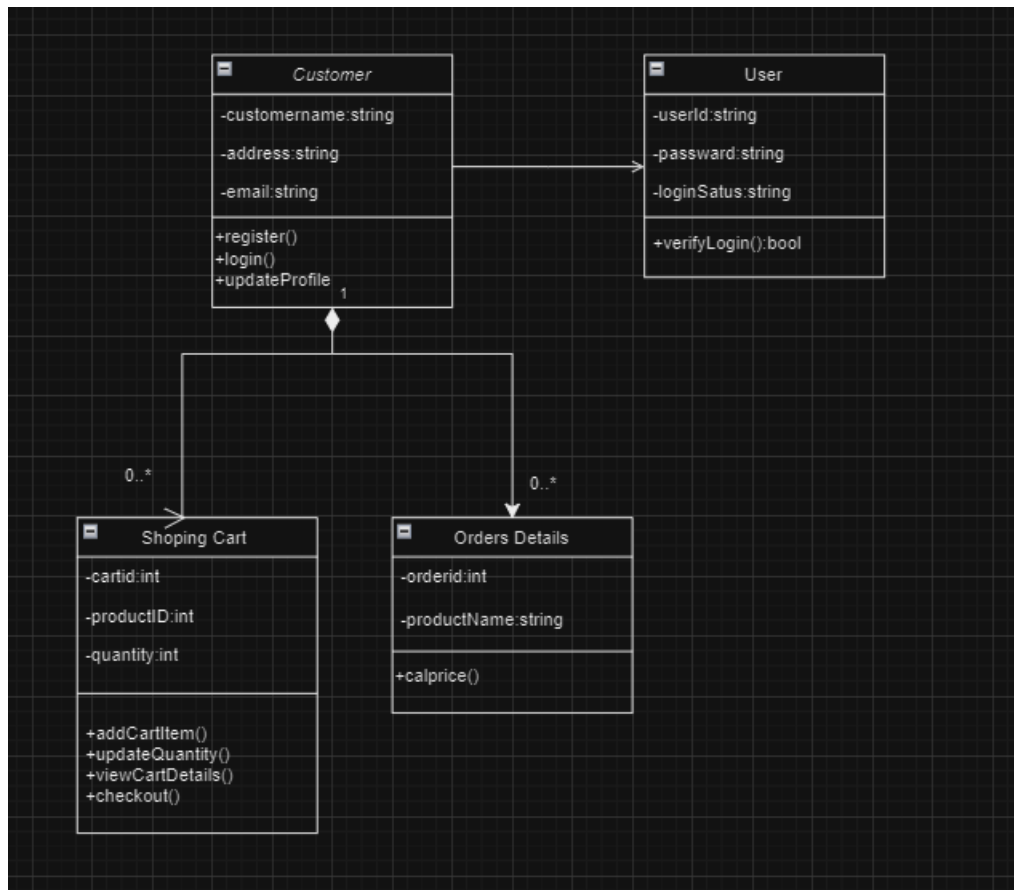 Customer
-customername:string
-address:string
-email:string
+register()
+login()
+updateProfile
1
User
-userId:string
-passward:string
-loginSatus:string
+verifyLogin():bool
0..*
0..*
Shoping Cart
-cartid:int
-productID:int
-quantity:int
+addCartItem()
+updateQuantity()
+viewCartDetails()
+checkout()
Orders Details
-orderid:int
-productName:string
+calprice()